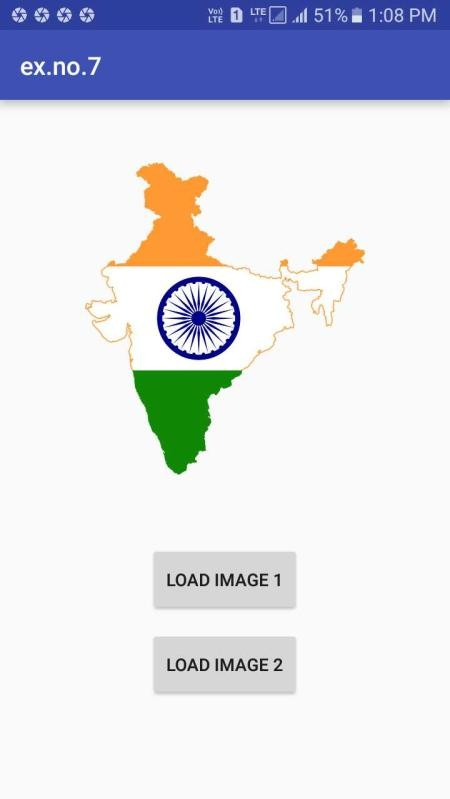 Vo))
LTE
1
LTE
51%
1:08 PM
ex.no.7
LOAD IMAGE 1
LOAD IMAGE 2